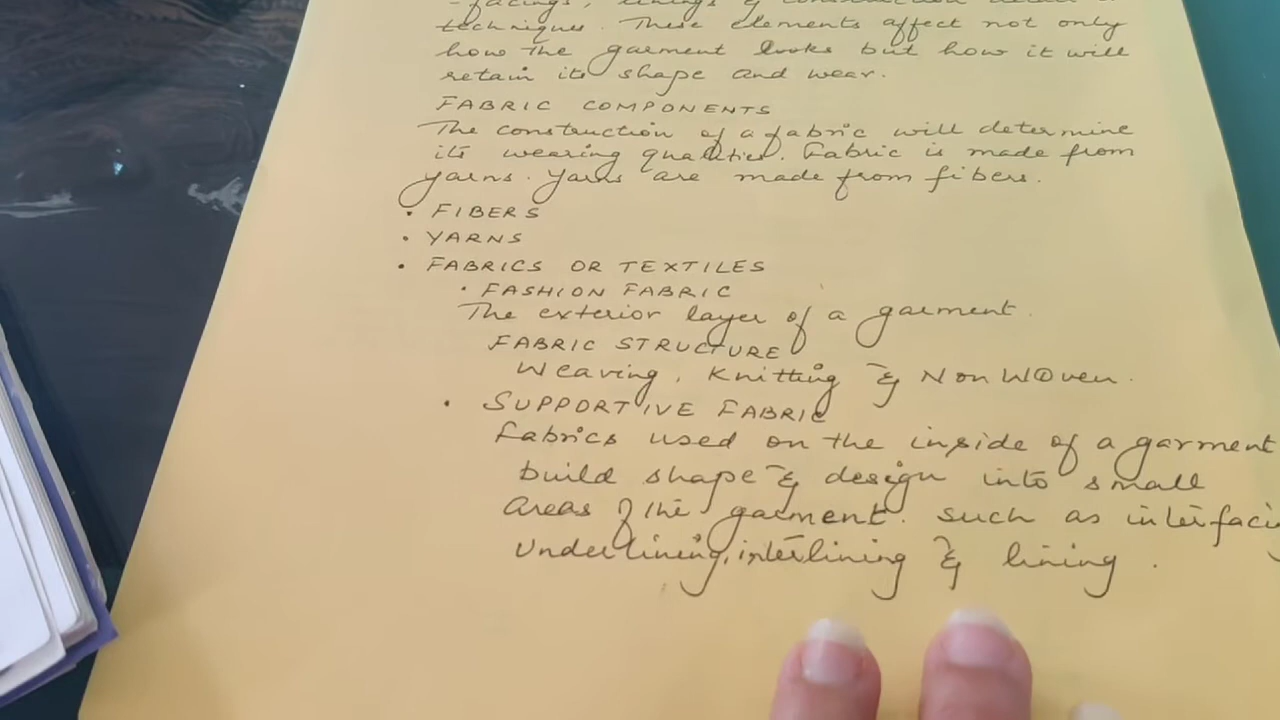 - facings, linings & construction
techniques. These elements affect not only
how the garment looks but how it will
retain its shape and wear.
FABRIC COMPONENTS
The construction of a fabric will determine
its wearing qualities. Fabric is made from
yarns. Yarns are made from fibers.
• FIBERS
• YARNS
• FABRICS OR TEXTILES
• FASHION FABRIC
The exterior layer of a garment.
FABRIC STRUCTURE
Weaving, Knitting & Non Woven.
• SUPPORTIVE FABRIC
Fabrics used on the inside of a garment
build shape & design into small
areas of the garment. such as interfaci
Underlining, interlining & lining.